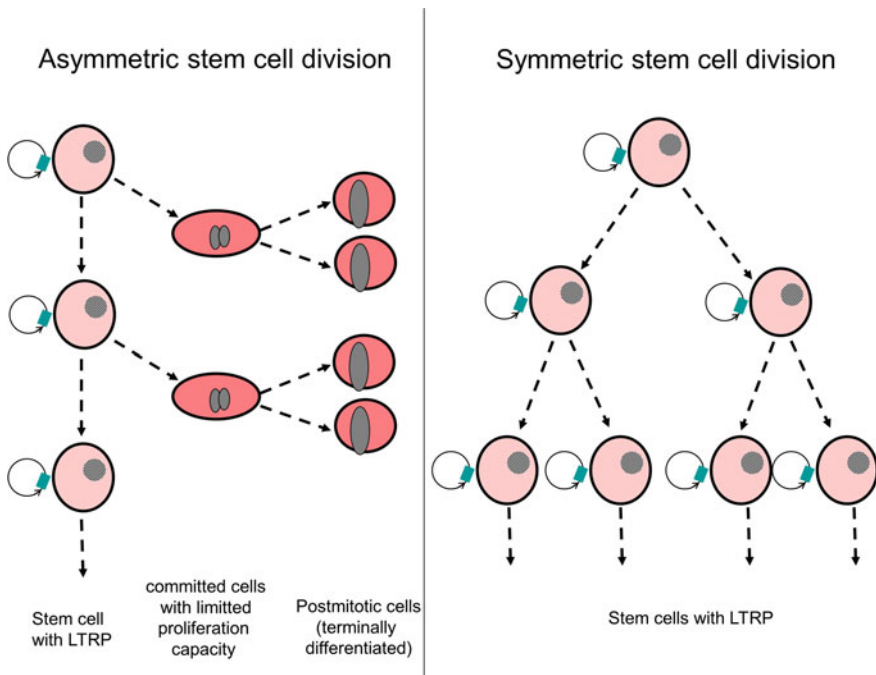 Asymmetric stem cell division
Symmetric stem cell division
Stem cell
with LTRP
committed cells
with limitted
proliferation
capacity
Postmitotic cells
(terminally
differentiated)
Stem cells with LTRP